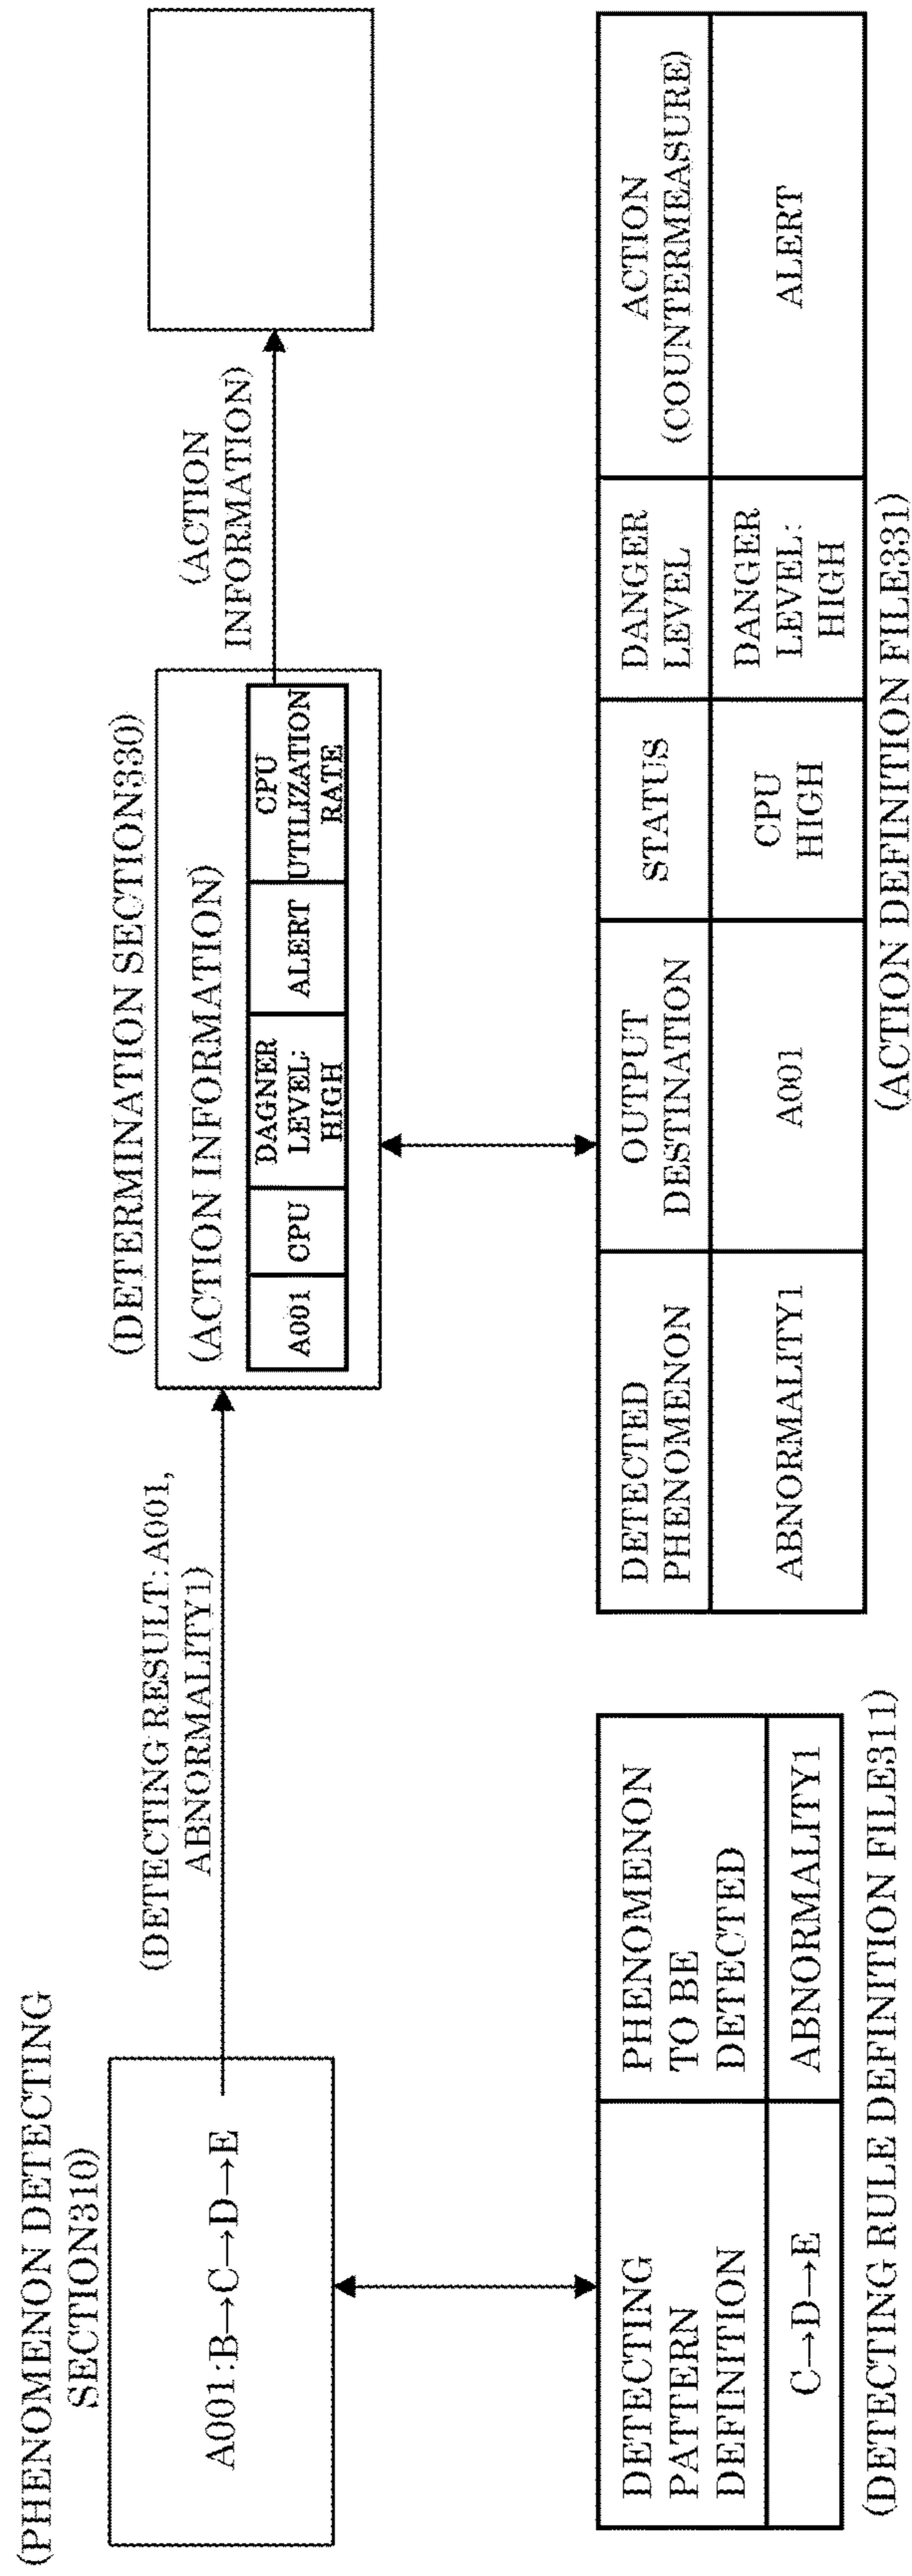 (PHENOMENON DETECTING
SECTION310)
A001:B→C→D→E
(DETECTING RESULT:A001,
ABNORMALITY1)
(DETERMINATION SECTION330)
(ACTION INFORMATION)
A001
CPU
DAGNER
LEVEL:
HIGH
ALERT
CPU
UTILIZATION
RATE
(ACTION
INFORMATION)
DETECTING
PATTERN
DEFINITION
PHENOMENON
TO BE
DETECTED
C→D→E
ABNORMALITY1
(DETECTING RULE DEFINITION FILE311)
DETECTED
PHENOMENON
OUTPUT
DESTINATION
STATUS
DANGER
LEVEL
ACTION
(COUNTERMEASURE)
ABNORMALITY1
A001
CPU
HIGH
DANGER
LEVEL:
HIGH
ALERT
(ACTION DEFINITION FILE331)